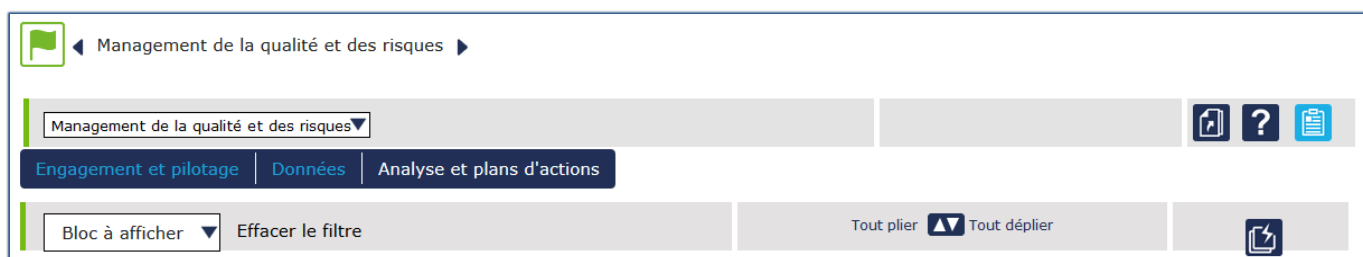 Management de la qualité et des risques
Management de la qualité et des risques
?
Engagement et pilotage Données Analyse et plans d'actions
Bloc à afficher Effacer le filtre Tout plier Tout déplier